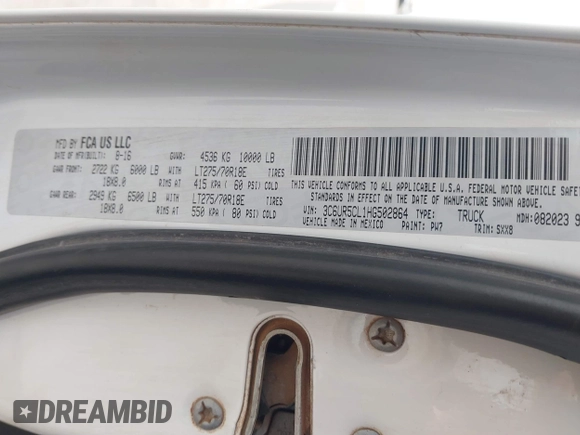 MFD BY FCA US LLC
DATE OF MFR(BUILT): 8-16 GVWR: 4536 KG 10000 LB
GAWR FRONT: 2722 KG 6000 LB WITH LT275/70R18E TIRES
18X8.0 RIMS AT 415 KPA ( 60 PSI) COLD
GAWR REAR: 2949 KG 6500 LB WITH LT275/70R18E TIRES
18X8.0 RIMS AT 550 KPA ( 80 PSI) COLD
THIS VEHICLE CONFORMS TO ALL APPLICABLE U.S.A. FEDERAL MOTOR VEHICLE SAFE
STANDARDS IN EFFECT ON THE DATE OF MANUFACTURE SHOWN ABOVE.
VIN: 3C6UR5CL1HG502864 TYPE: TRUCK MDH:082023 9
VEHICLE MADE IN MEXICO PAINT: PW7 TRIM: SXX8
DREAMBID